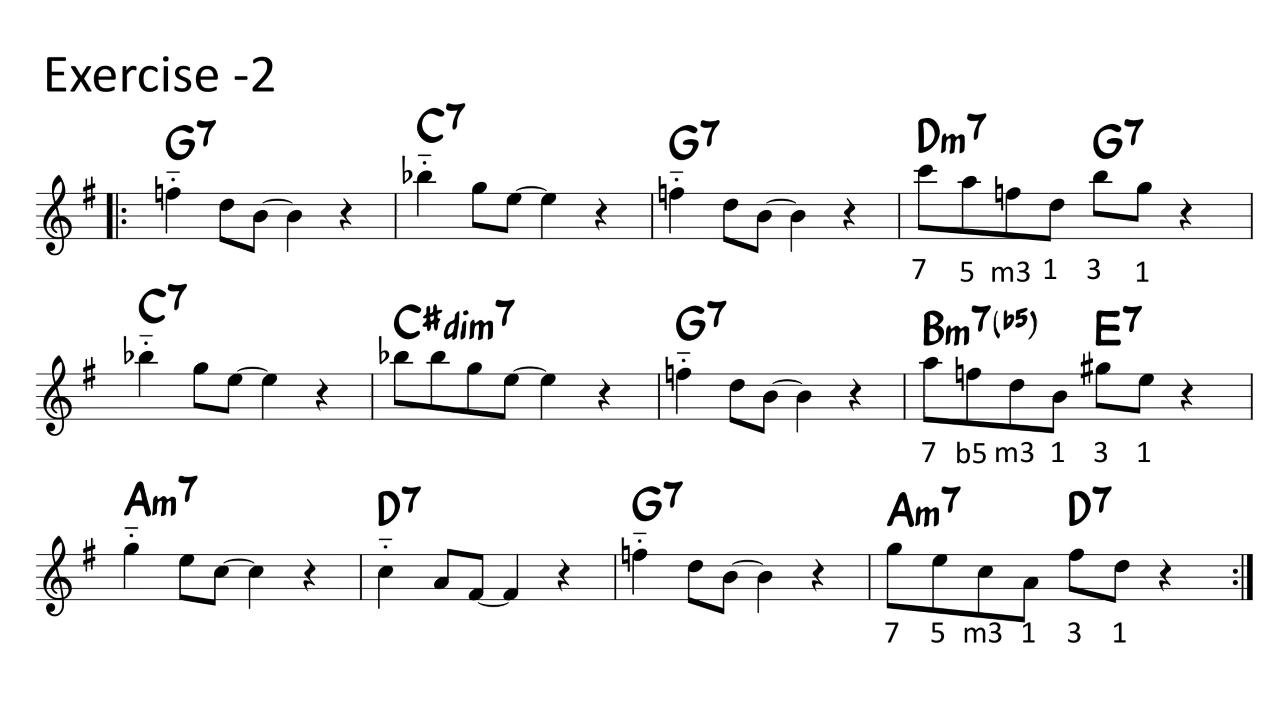 Exercise -2
G7 C7 G7 Dm7 G7
7 5 m3 1 3 1
C7 C#dim7 G7 Bm7(b5) E7
7 b5 m3 1 3 1
Am7 D7 G7 Am7 D7
7 5 m3 1 3 1